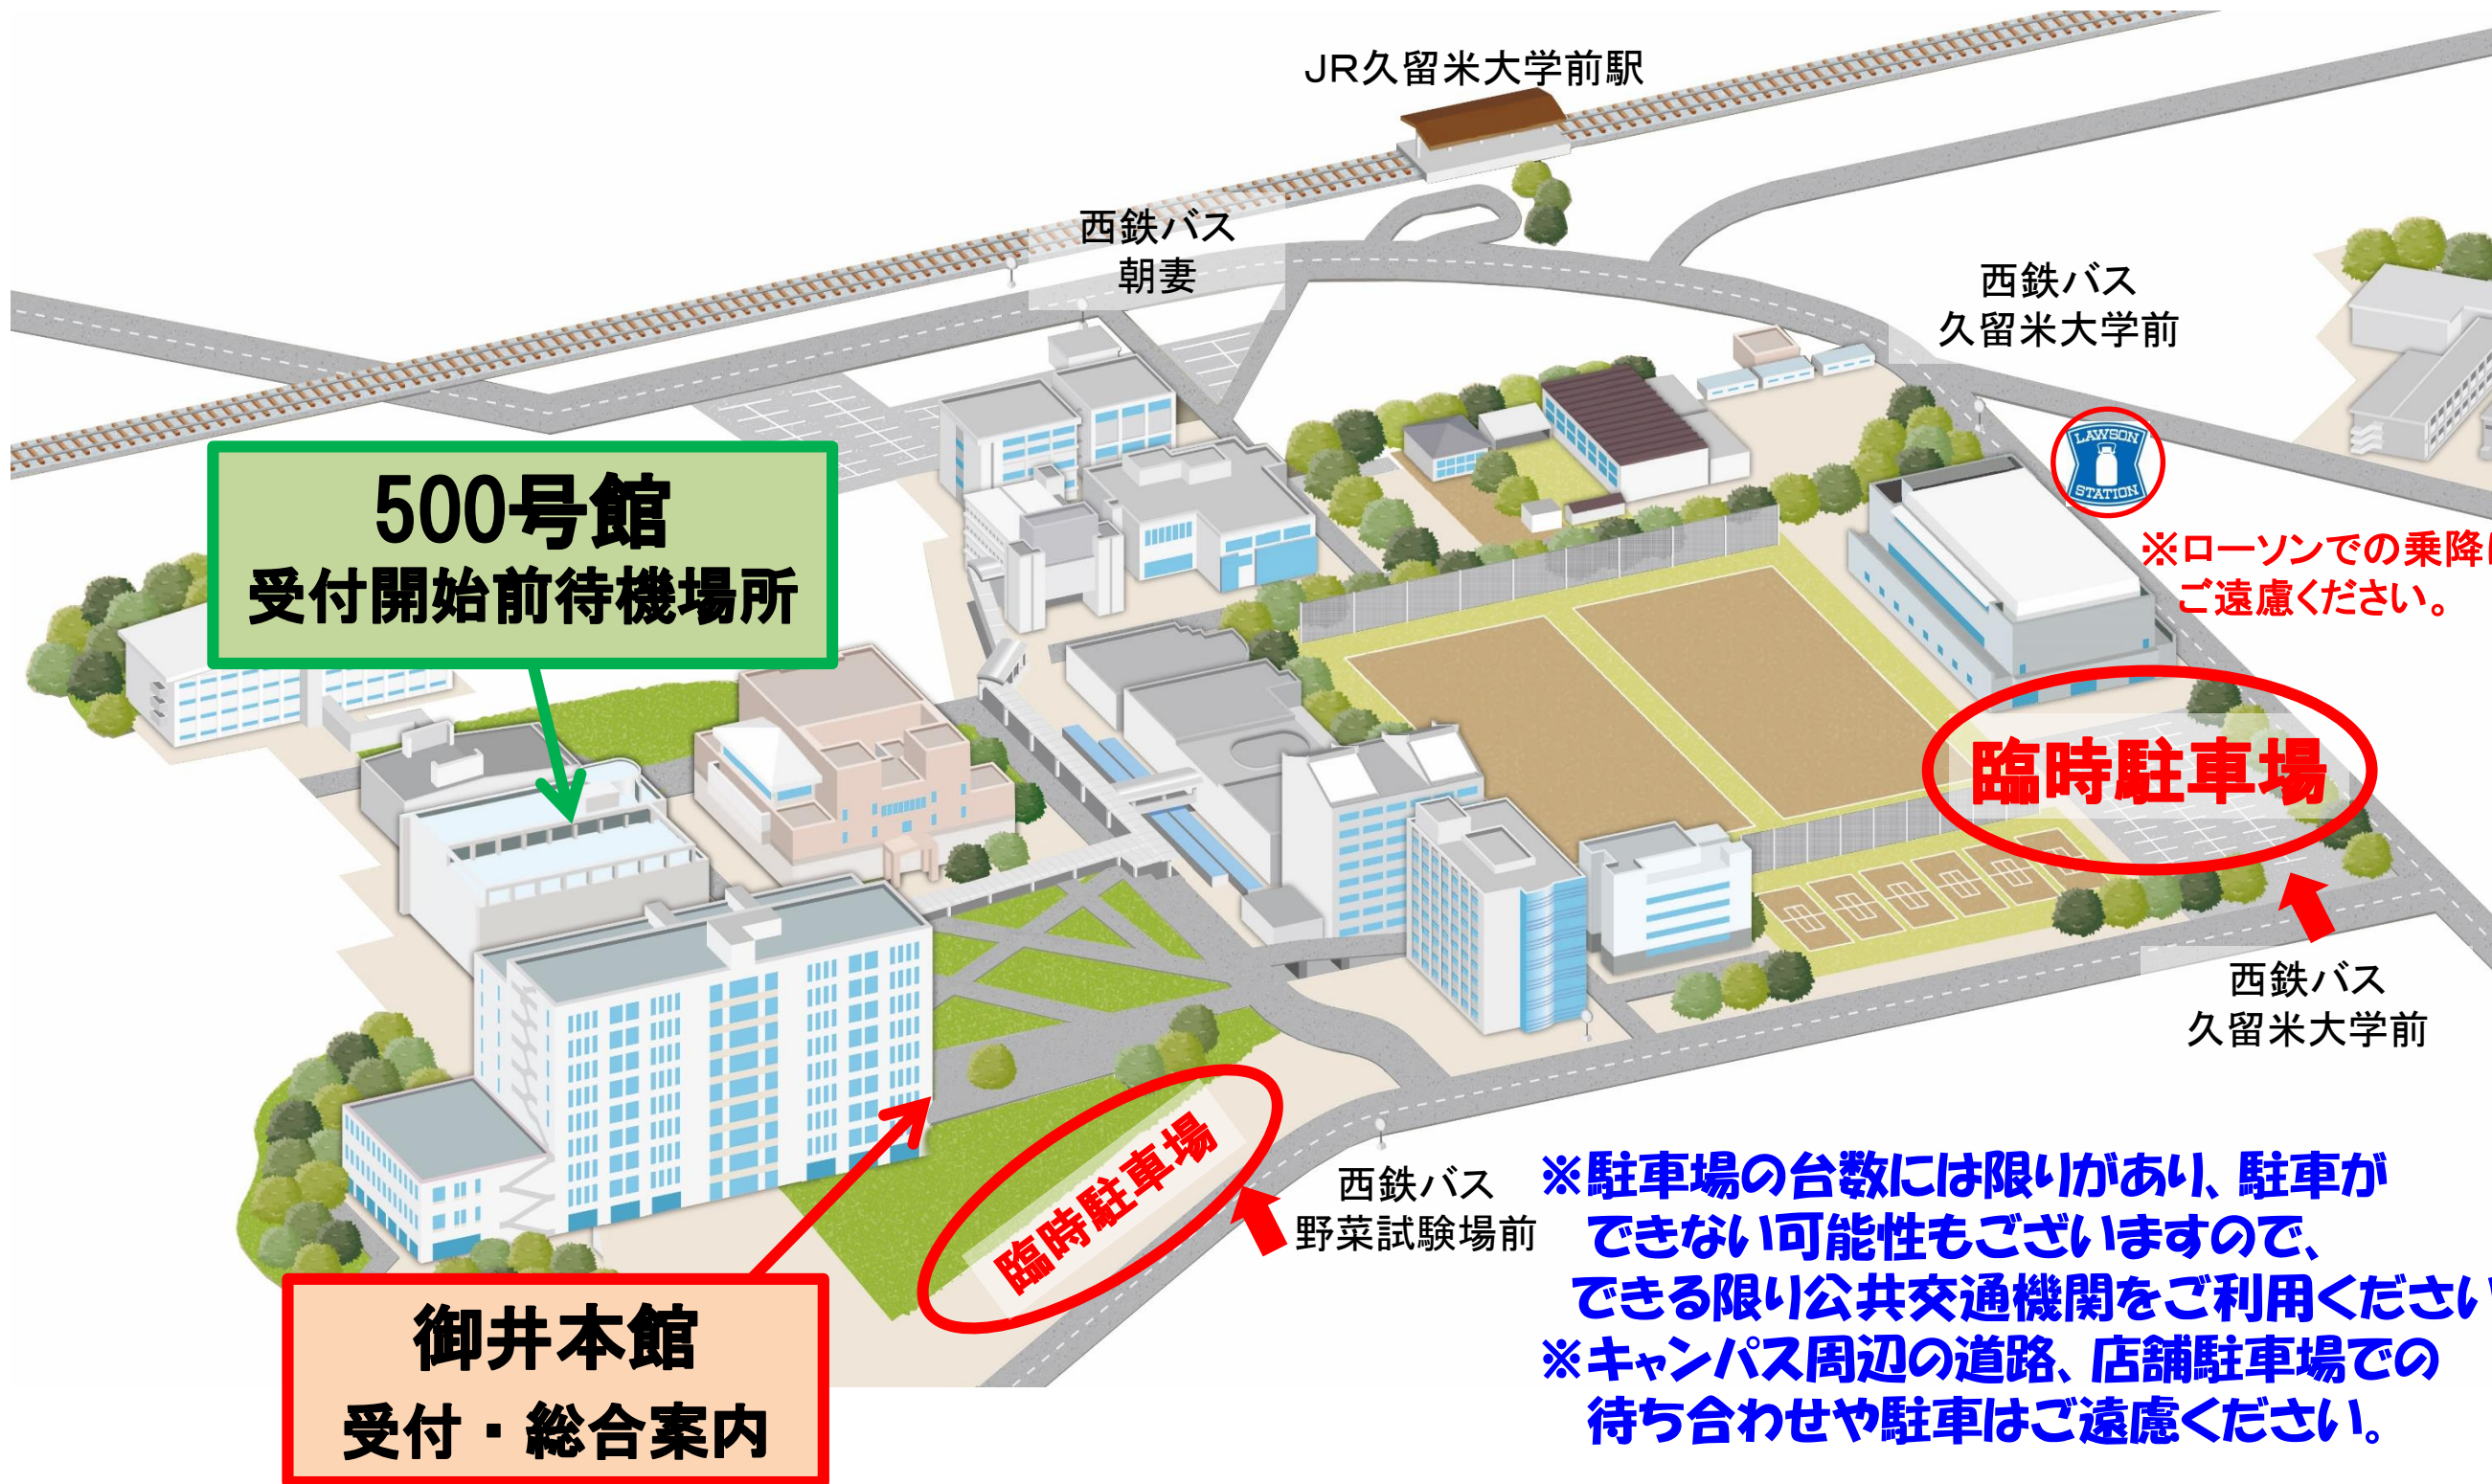 JR久留米大学前駅
西鉄バス
朝妻
西鉄バス
久留米大学前
LAWSON
STATION
※ローソンでの乗降は
ご遠慮ください。
500号館
受付開始前待機場所
臨時駐車場
西鉄バス
久留米大学前
臨時駐車場
西鉄バス
野菜試験場前
御井本館
受付・総合案内
※駐車場の台数には限りがあり、駐車が
できない可能性もございますので、
できる限り公共交通機関をご利用ください
※キャンパス周辺の道路、店舗駐車場での
待ち合わせや駐車はご遠慮ください。